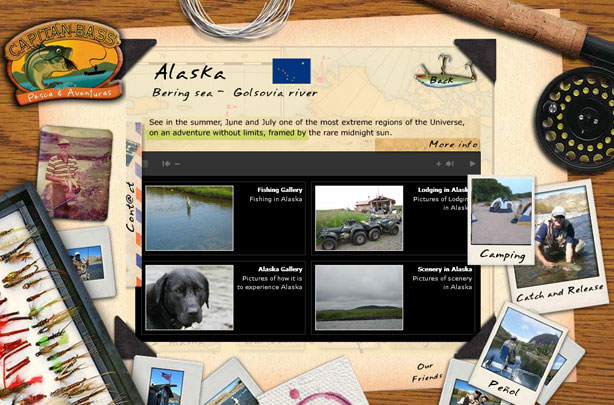 CAPITAN BASS
Pesca & Aventuras
Alaska
Bering sea - Golsovia river
Back
See in the summer, June and July one of the most extreme regions of the Universe,
on an adventure without limits, framed by the rare midnight sun.
More info
Cont@ct
Fishing Gallery
Fishing in Alaska
Lodging in Alask
Pictures of Lodgin
in Alask
Alaska Gallery
Pictures of how it is
to experience Alaska
Scenery in Alaska
Pictures of scenery
in Alaska
Camping
Catch and Release
Peñol
Our
Friends